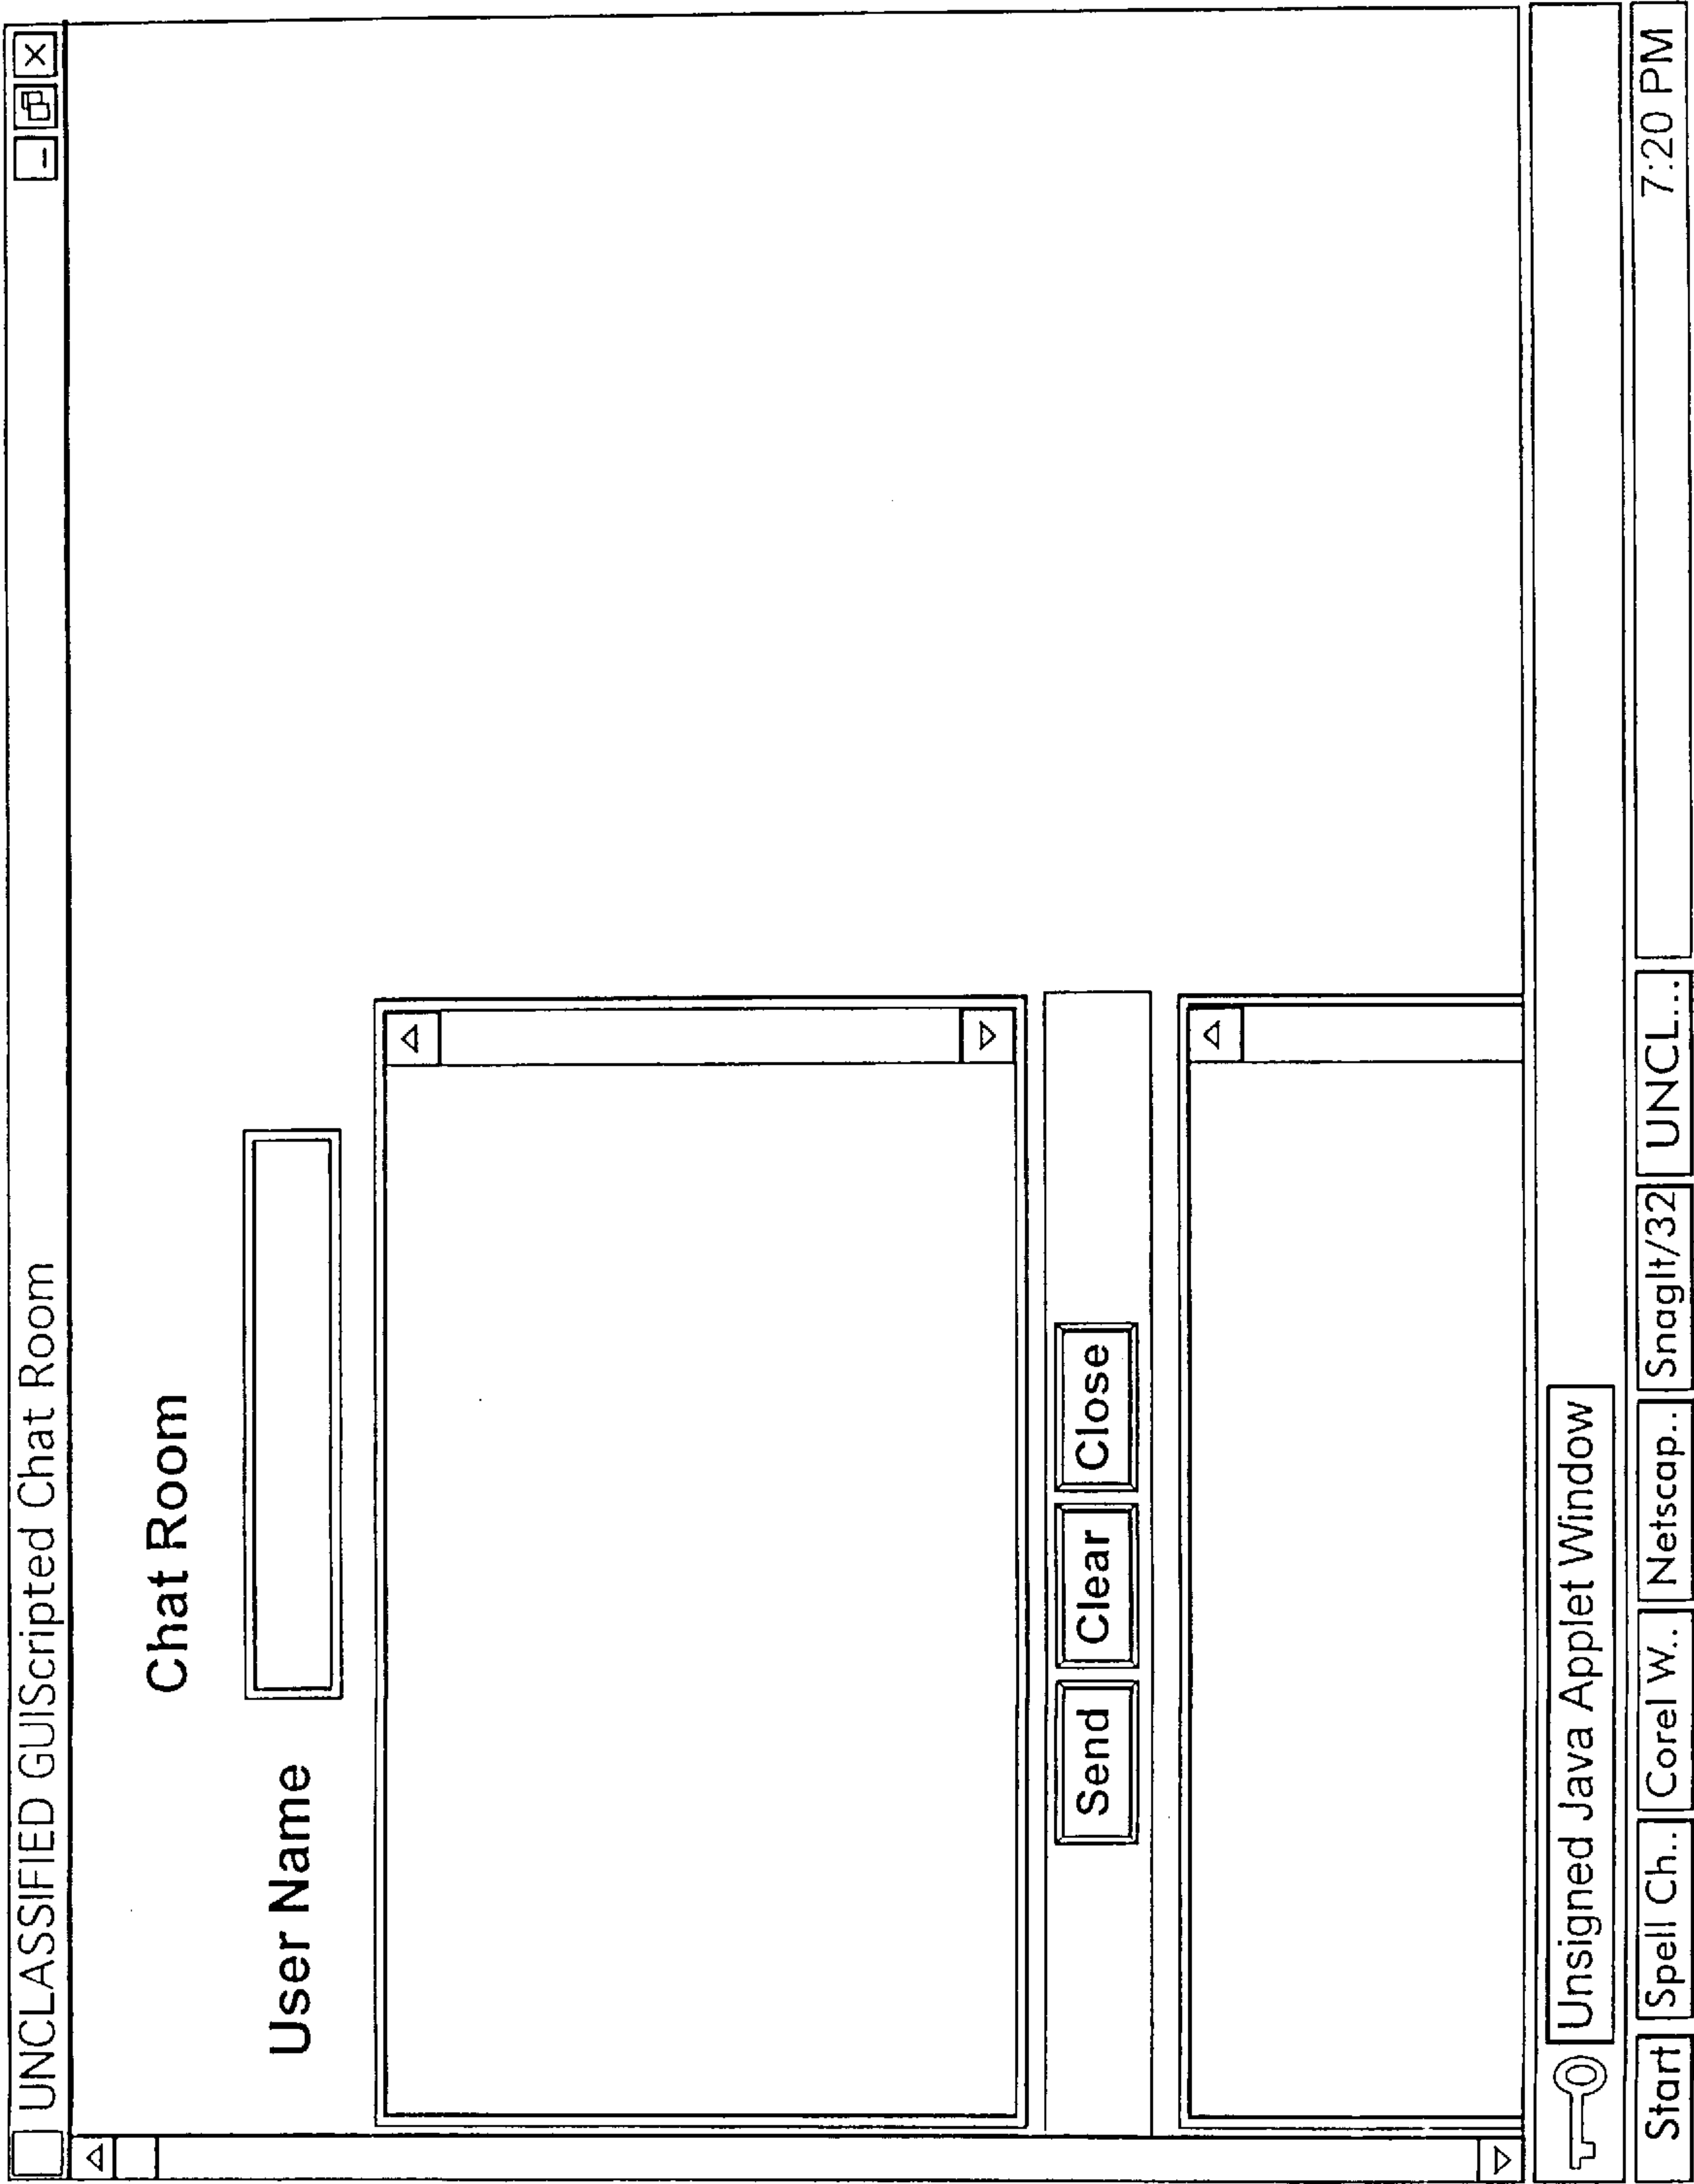 UNCLASSIFIED GUIScripted Chat Room
Chat Room
User Name
Send Clear Close
Unsigned Java Applet Window
Start Spell Ch.. Corel W.. Netscap.. SnagIt/32 UNCL... 7:20 PM